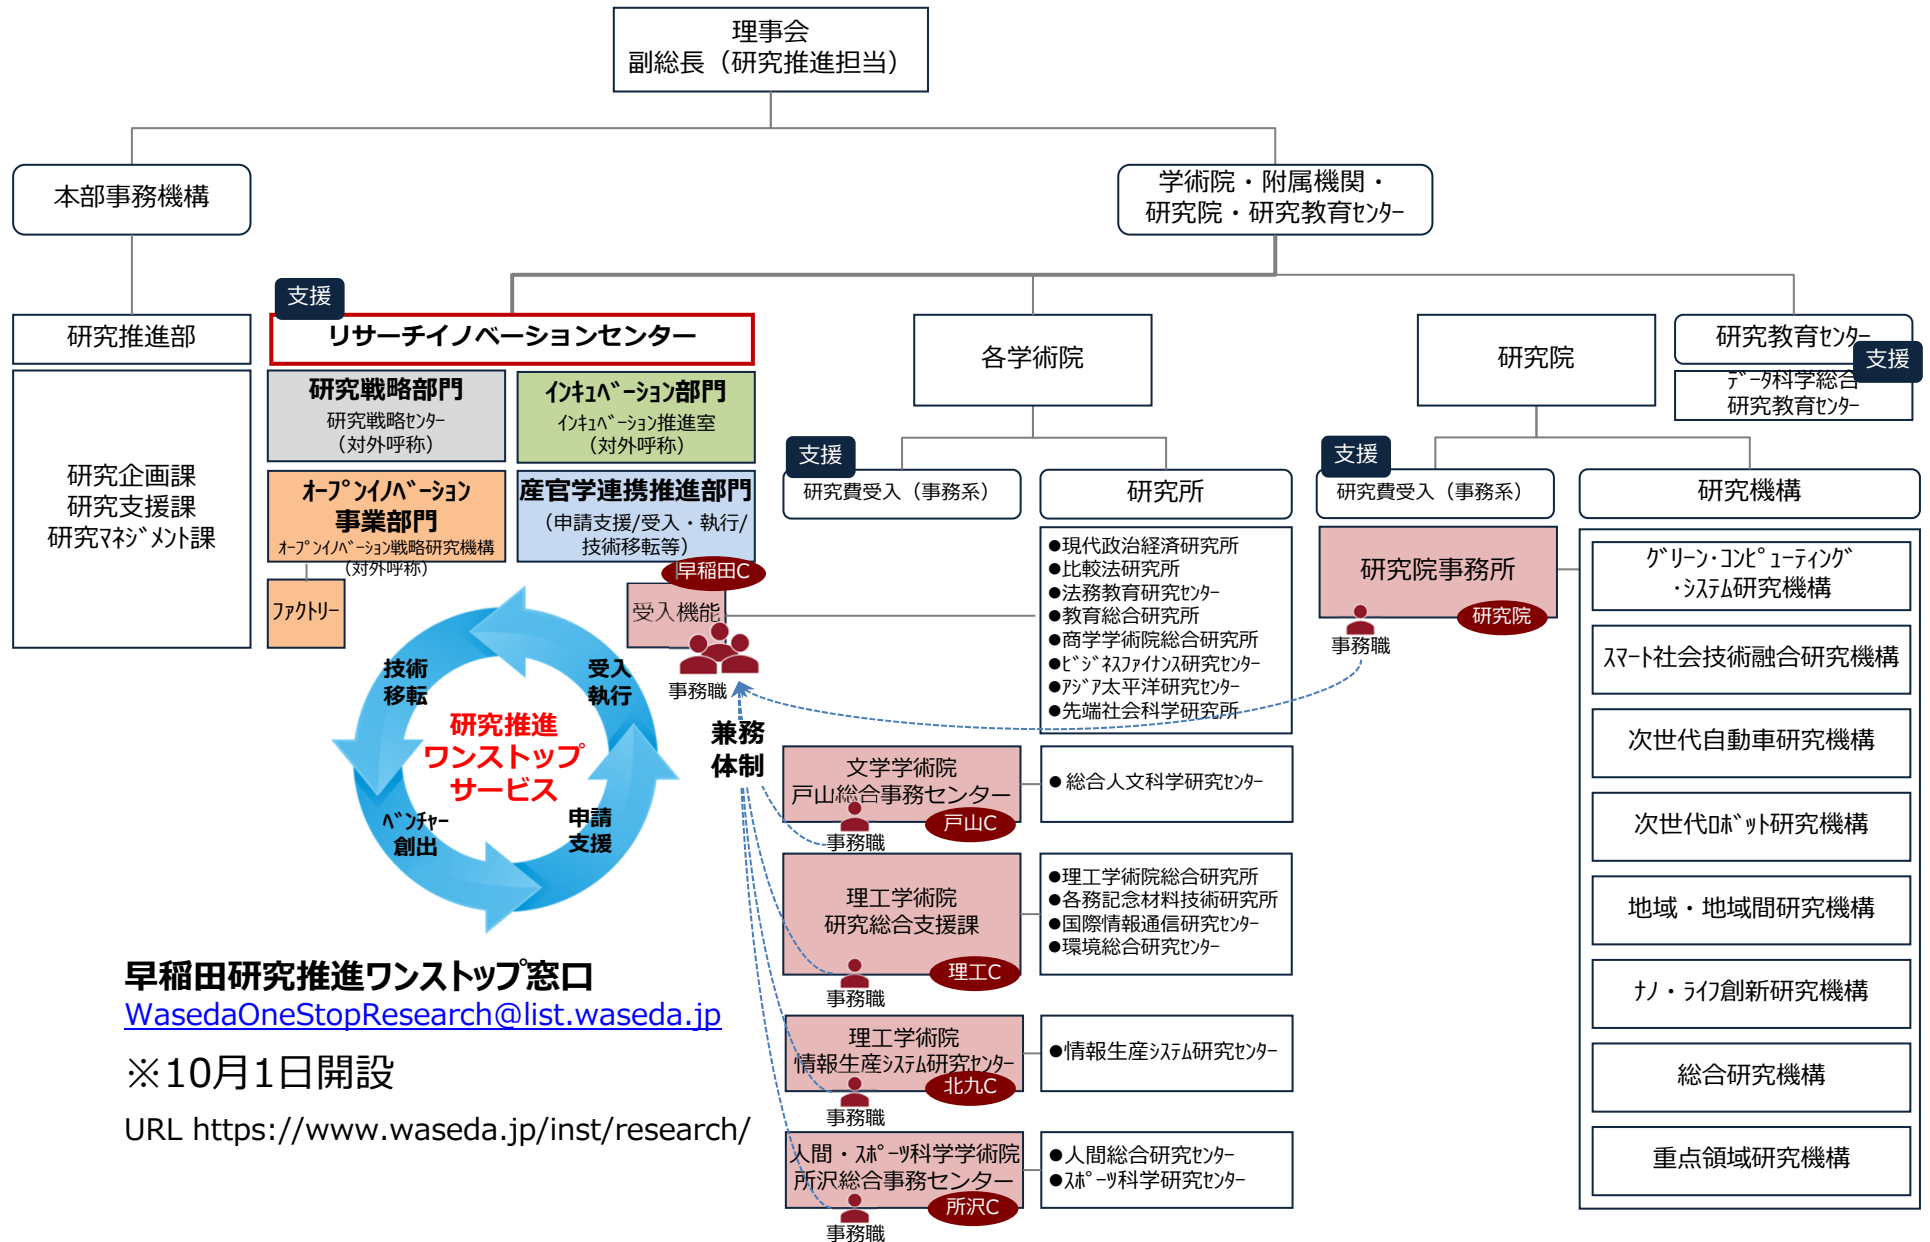 理事会
副総長（研究推進担当）
本部事務機構
学術院・附属機関・
研究院・研究教育ｾﾝﾀｰ
研究推進部
研究企画課
研究支援課
研究ﾏﾈｼﾞﾒﾝﾄ課
支援
リサーチイノベーションセンター
研究戦略部門
研究戦略ｾﾝﾀｰ
（対外呼称）
ｲﾝｷｭﾍﾞｰｼｮﾝ部門
ｲﾝｷｭﾍﾞｰｼｮﾝ推進室
（対外呼称）
ｵｰﾌﾟﾝｲﾉﾍﾞｰｼｮﾝ
事業部門
ｵｰﾌﾟﾝｲﾉﾍﾞｰｼｮﾝ戦略研究機構
（対外呼称）
産官学連携推進部門
（申請支援/受入・執行/
技術移転等）
早稲田C
ﾌｧｸﾄﾘｰ
受入機能
事務職
技術
移転
受入
執行
研究推進
ワンストップ
サービス
ﾍﾞﾝﾁｬｰ
創出
申請
支援
兼務
体制
早稲田研究推進ワンストップ窓口
WasedaOneStopResearch@list.waseda.jp
※10月1日開設
URL https://www.waseda.jp/inst/research/
各学術院
支援
研究費受入（事務系）
研究所
●現代政治経済研究所
●比較法研究所
●法務教育研究ｾﾝﾀｰ
●教育総合研究所
●商学学術院総合研究所
●ﾋﾞｼﾞﾈｽﾌｧｲﾅﾝｽ研究ｾﾝﾀｰ
●ｱｼﾞｱ太平洋研究ｾﾝﾀｰ
●先端社会科学研究所
文学学術院
戸山総合事務センター
戸山C
事務職
● 総合人文科学研究ｾﾝﾀｰ
理工学術院
研究総合支援課
理工C
事務職
●理工学術院総合研究所
●各務記念材料技術研究所
●国際情報通信研究ｾﾝﾀｰ
●環境総合研究ｾﾝﾀｰ
理工学術院
情報生産ｼｽﾃﾑ研究ｾﾝﾀｰ
北九C
事務職
●情報生産ｼｽﾃﾑ研究ｾﾝﾀｰ
人間・ｽﾎﾟｰﾂ科学学術院
所沢総合事務センター
所沢C
事務職
●人間総合研究ｾﾝﾀｰ
●ｽﾎﾟｰﾂ科学研究ｾﾝﾀｰ
研究院
支援
研究費受入（事務系）
研究院事務所
研究院
事務職
研究教育ｾﾝﾀｰ
支援
ﾃﾞｰﾀ科学総合
研究教育ｾﾝﾀｰ
研究機構
ｸﾞﾘｰﾝ･ｺﾝﾋﾟｭｰﾃｨﾝｸﾞ
･ｼｽﾃﾑ研究機構
ｽﾏｰﾄ社会技術融合研究機構
次世代自動車研究機構
次世代ﾛﾎﾞｯﾄ研究機構
地域・地域間研究機構
ﾅﾉ・ﾗｲﾌ創新研究機構
総合研究機構
重点領域研究機構